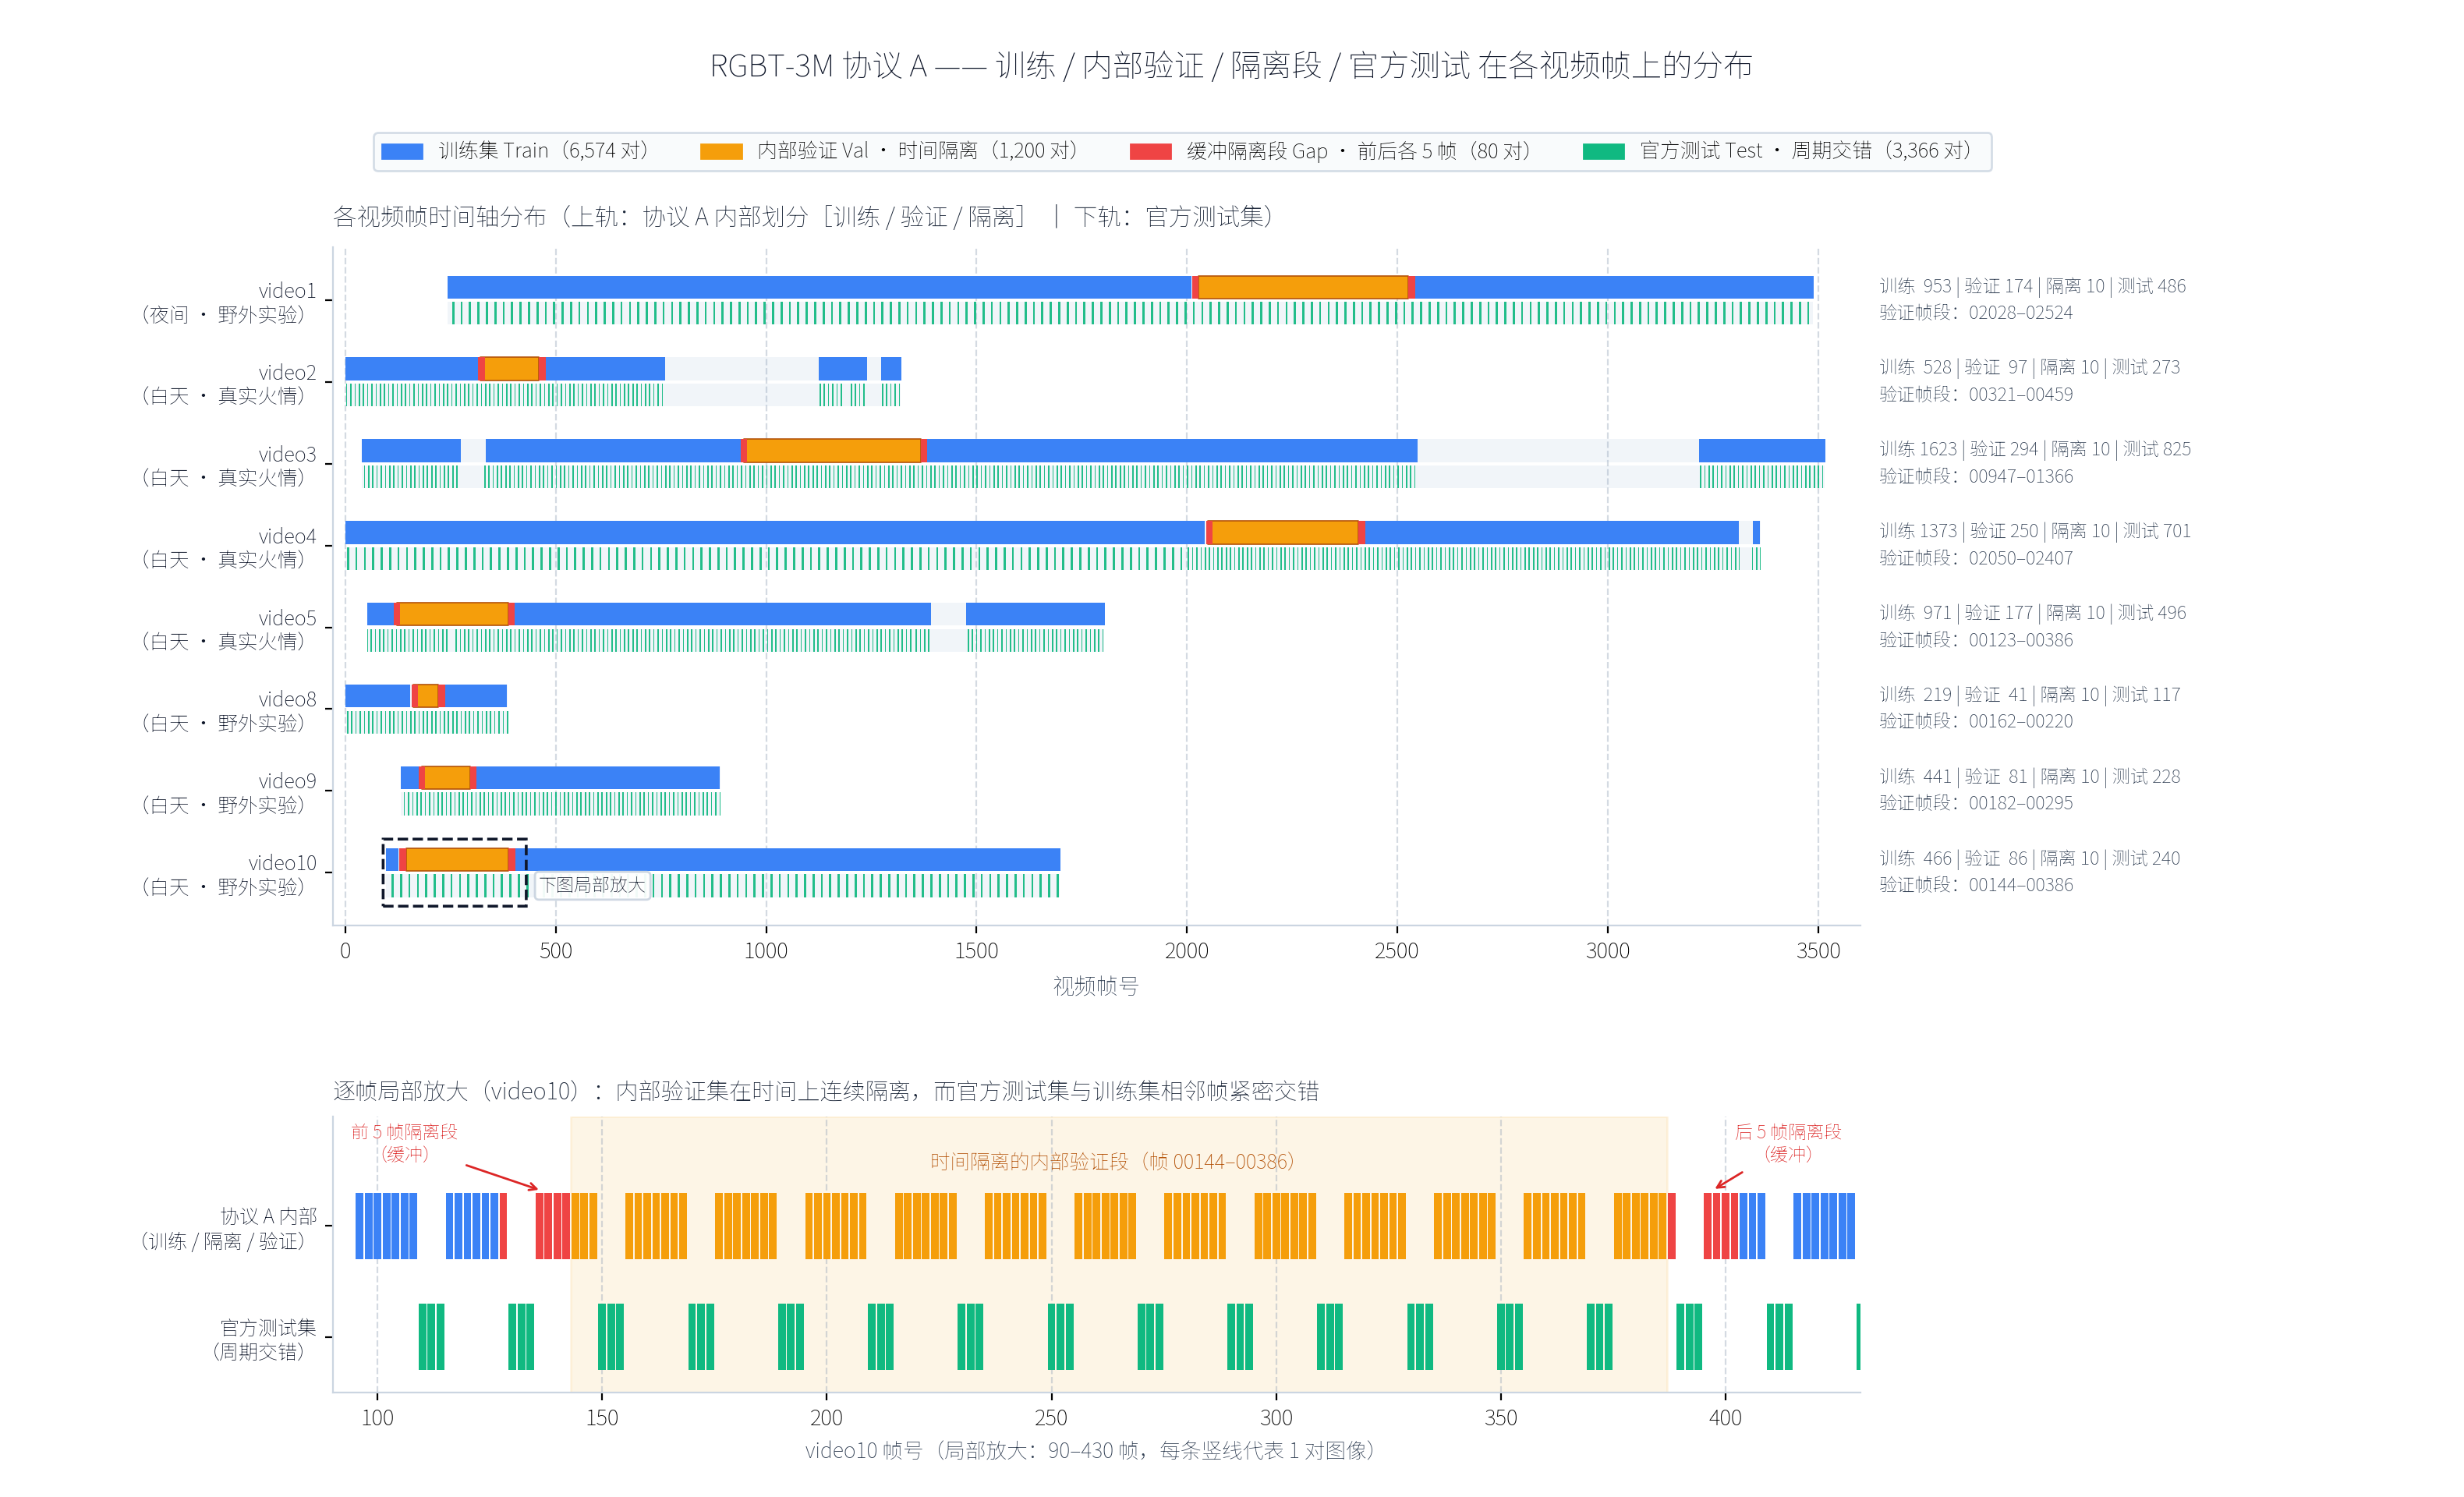 RGBT-3M 协议 A —— 训练 / 内部验证 / 隔离段 / 官方测试 在各视频帧上的分布
训练集 Train（6,574 对）
内部验证 Val · 时间隔离（1,200 对）
缓冲隔离段 Gap · 前后各 5 帧（80 对）
官方测试 Test · 周期交错（3,366 对）
各视频帧时间轴分布（上轨：协议 A 内部划分［训练 / 验证 / 隔离］ ｜ 下轨：官方测试集）
video1
（夜间 · 野外实验）
训练 953 | 验证 174 | 隔离 10 | 测试 486
验证帧段：02028–02524
video2
（白天 · 真实火情）
训练 528 | 验证 97 | 隔离 10 | 测试 273
验证帧段：00321–00459
video3
（白天 · 真实火情）
训练 1623 | 验证 294 | 隔离 10 | 测试 825
验证帧段：00947–01366
video4
（白天 · 真实火情）
训练 1373 | 验证 250 | 隔离 10 | 测试 701
验证帧段：02050–02407
video5
（白天 · 真实火情）
训练 971 | 验证 177 | 隔离 10 | 测试 496
验证帧段：00123–00386
video8
（白天 · 野外实验）
训练 219 | 验证 41 | 隔离 10 | 测试 117
验证帧段：00162–00220
video9
（白天 · 野外实验）
训练 441 | 验证 81 | 隔离 10 | 测试 228
验证帧段：00182–00295
video10
（白天 · 野外实验）
下图局部放大
训练 466 | 验证 86 | 隔离 10 | 测试 240
验证帧段：00144–00386
0 500 1000 1500 2000 2500 3000 3500
视频帧号
逐帧局部放大（video10）：内部验证集在时间上连续隔离，而官方测试集与训练集相邻帧紧密交错
前 5 帧隔离段
（缓冲）
时间隔离的内部验证段（帧 00144–00386）
后 5 帧隔离段
（缓冲）
协议 A 内部
（训练 / 隔离 / 验证）
官方测试集
（周期交错）
100 150 200 250 300 350 400
video10 帧号（局部放大：90–430 帧，每条竖线代表 1 对图像）